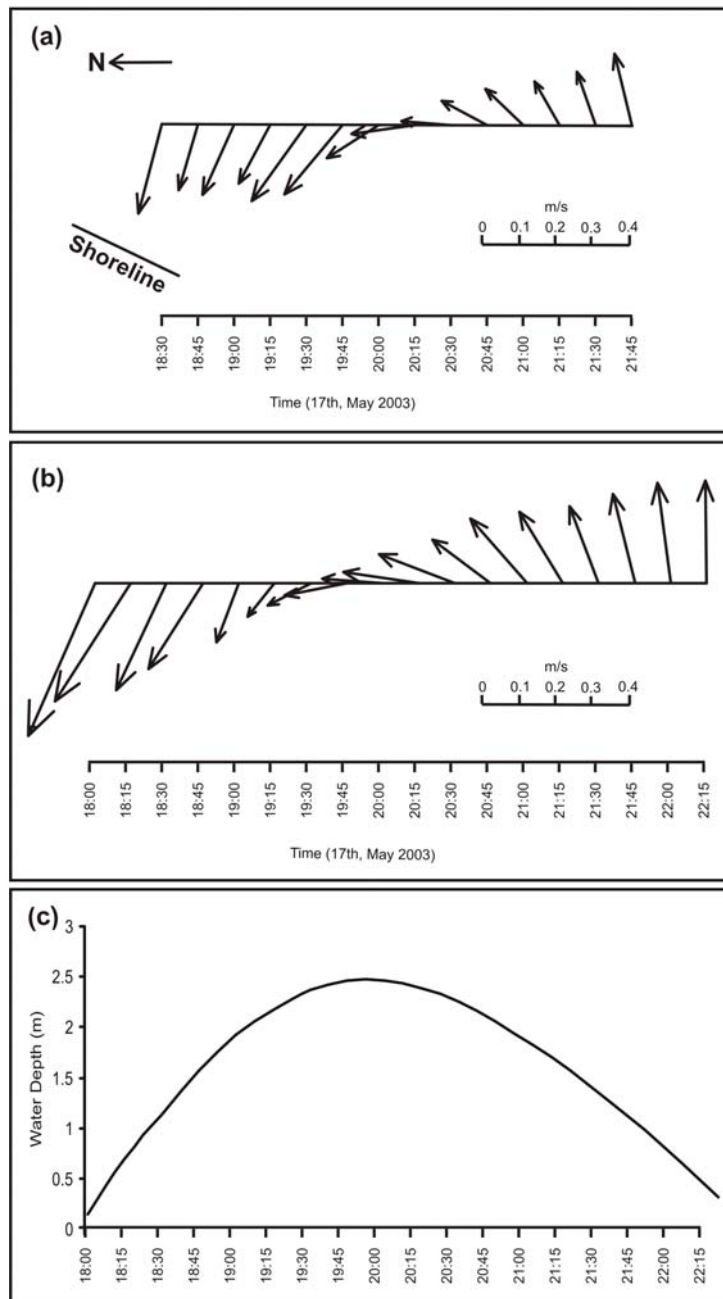 (a)
N
Shoreline
m/s
0 0.1 0.2 0.3 0.4
18:30 18:45 19:00 19:15 19:30 19:45 20:00 20:15 20:30 20:45 21:00 21:15 21:30 21:45
Time (17th, May 2003)
(b)
m/s
0 0.1 0.2 0.3 0.4
18:00 18:15 18:30 18:45 19:00 19:15 19:30 19:45 20:00 20:15 20:30 20:45 21:00 21:15 21:30 21:45 22:00 22:15
Time (17th, May 2003)
(c)
Water Depth (m)
3
2.5
2
1.5
1
0.5
0
18:00 18:15 18:30 18:45 19:00 19:15 19:30 19:45 20:00 20:15 20:30 20:45 21:00 21:15 21:30 21:45 22:00 22:15